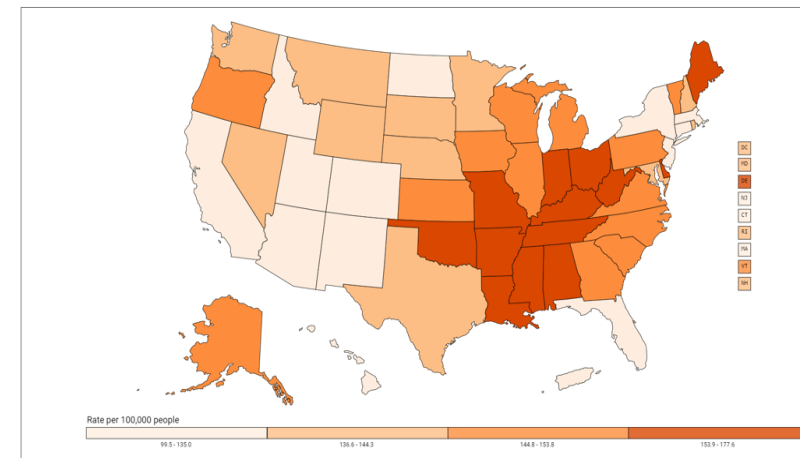 DC
MD
DE
NJ
CT
RI
MA
VT
NH
Rate per 100,000 people
99.5 - 135.0
136.6 - 144.3
144.8 - 153.8
153.9 - 177.6